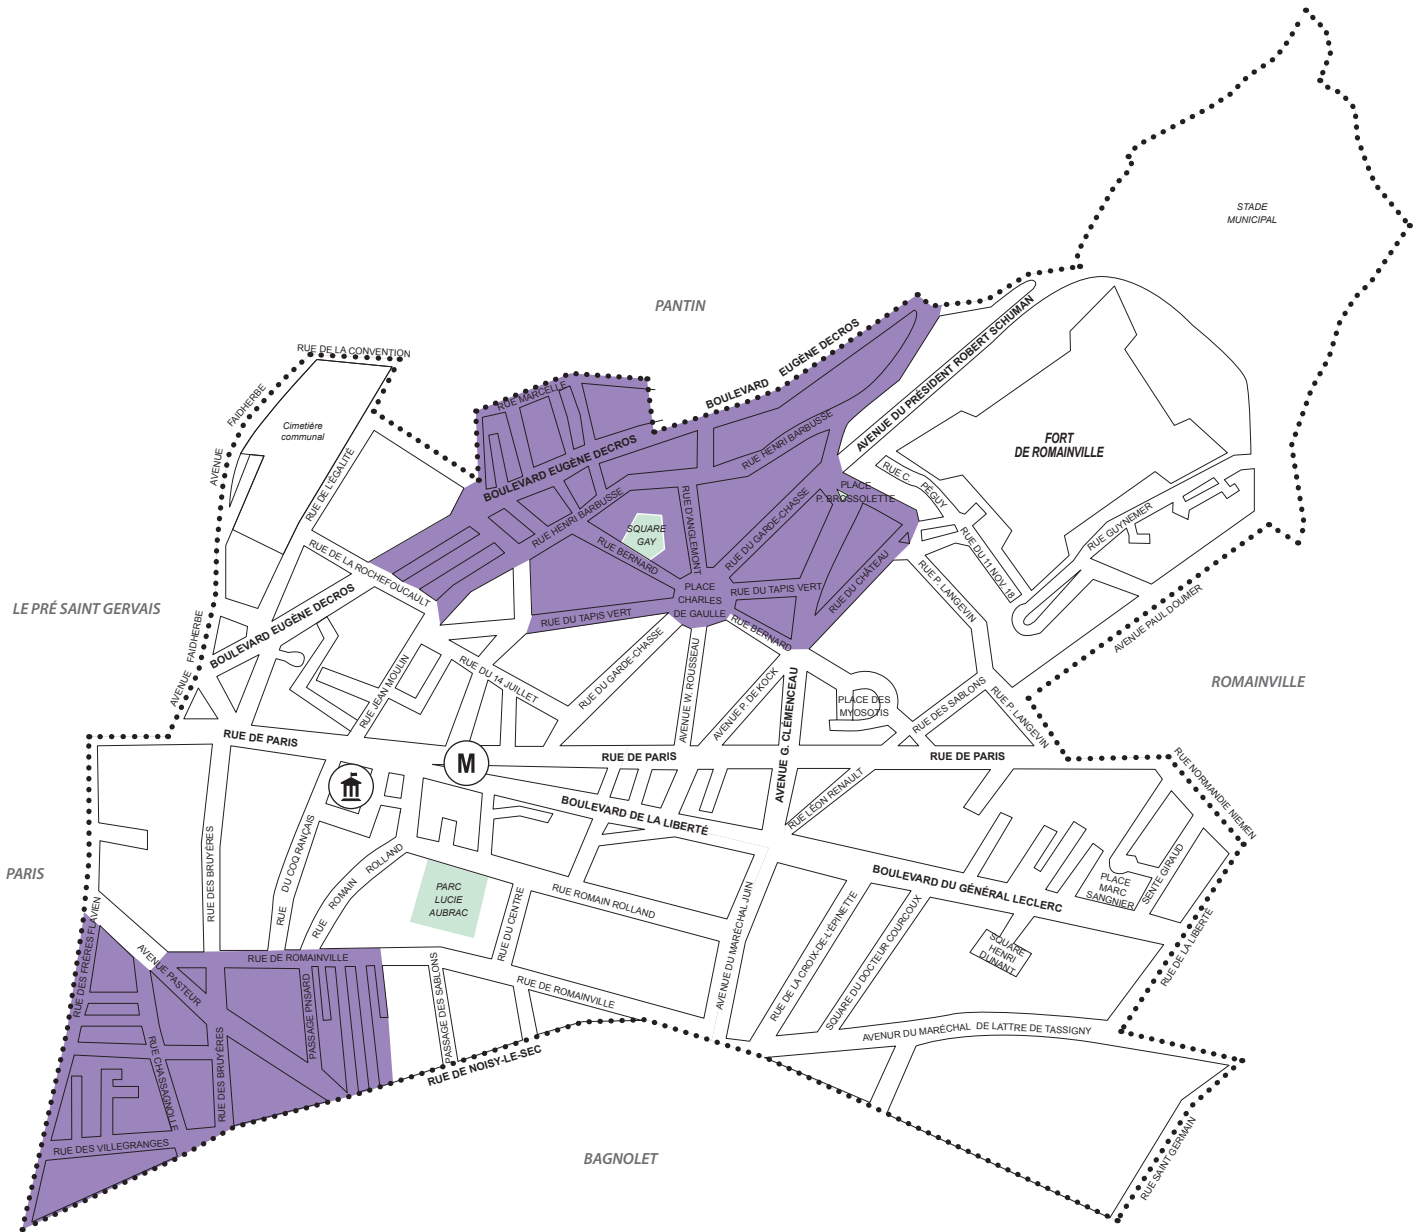 STADE
MUNICIPAL
PANTIN
AVENUE DU PRÉSIDENT ROBERT SCHUMAN
BOULEVARD EUGÈNE DECROS
RUE DE LA CONVENTION
AVENUE FAIDHERBE
RUE MARCELLE
Cimetière
communal
RUE HENRI BARBUSSE
FORT
DE ROMAINVILLE
BOULEVARD EUGÈNE DECROS
RUE DE L'ÉGALITÉ
RUE C. PÉGUY
PLACE
P. BROSSOLETTE
RUE HENRI BARBUSSE
RUE D'ANGLEMONT
RUE DU GARDE-CHASSE
SQUARE
GAY
RUE GUYNEMER
RUE BERNARD
RUE DU 11 NOV. 18
RUE DE LA ROCHEFOUCAULT
RUE DU CHÂTEAU
RUE P. LANGEVIN
PLACE
CHARLES
DE GAULLE
RUE DU TAPIS VERT
LE PRÉ SAINT GERVAIS
BOULEVARD EUGÈNE DECROS
RUE DU TAPIS VERT
RUE BERNARD
AVENUE PAUL DOUMER
AVENUE FAIDHERBE
RUE JEAN MOULIN
RUE DU 14 JUILLET
RUE DU GARDE-CHASSE
AVENUE W. ROUSSEAU
AVENUE P. DE KOCK
AVENUE G. CLÉMENCEAU
PLACE DES
MYOSOTIS
RUE DES SABLONS
RUE P. LANGEVIN
ROMAINVILLE
RUE DE PARIS
RUE DE PARIS
RUE DE PARIS
M
RUE NORMANDIE NIEMEN
RUE LÉON RENAULT
BOULEVARD DE LA LIBERTÉ
RUE DES BRUYÈRES
RUE DU COQ RANÇAIS
RUE ROMAIN ROLLAND
PARIS
PARC
LUCIE
AUBRAC
RUE DU CENTRE
RUE ROMAIN ROLLAND
AVENUE DU MARÉCHAL JUIN
RUE DE LA CROIX-DE-L'ÉPINETTE
SQUARE DU DOCTEUR COURCOUX
BOULEVARD DU GÉNÉRAL LECLERC
PLACE
MARC
SANGNIER
SENTE GIRAUD
SQUARE
HENRI
DUNANT
RUE DE LA LIBERTÉ
RUE DES FRÈRES FLAVIEN
AVENUE PASTEUR
RUE DE ROMAINVILLE
PASSAGE PNSARD
PASSAGE DES SABLONS
RUE DE ROMAINVILLE
AVENUR DU MARÉCHAL DE LATTRE DE TASSIGNY
RUE CHASSAGNOLLE
RUE DES BRUYÈRES
RUE DE NOISY-LE-SEC
RUE DES VILLEGRANGES
BAGNOLET
RUE SAINT GERMAIN